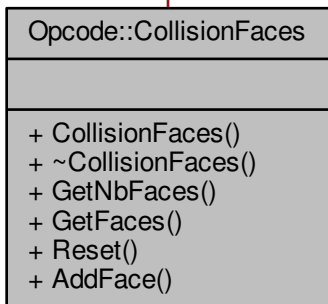 Opcode::CollisionFaces
+ CollisionFaces()
+ ~CollisionFaces()
+ GetNbFaces()
+ GetFaces()
+ Reset()
+ AddFace()